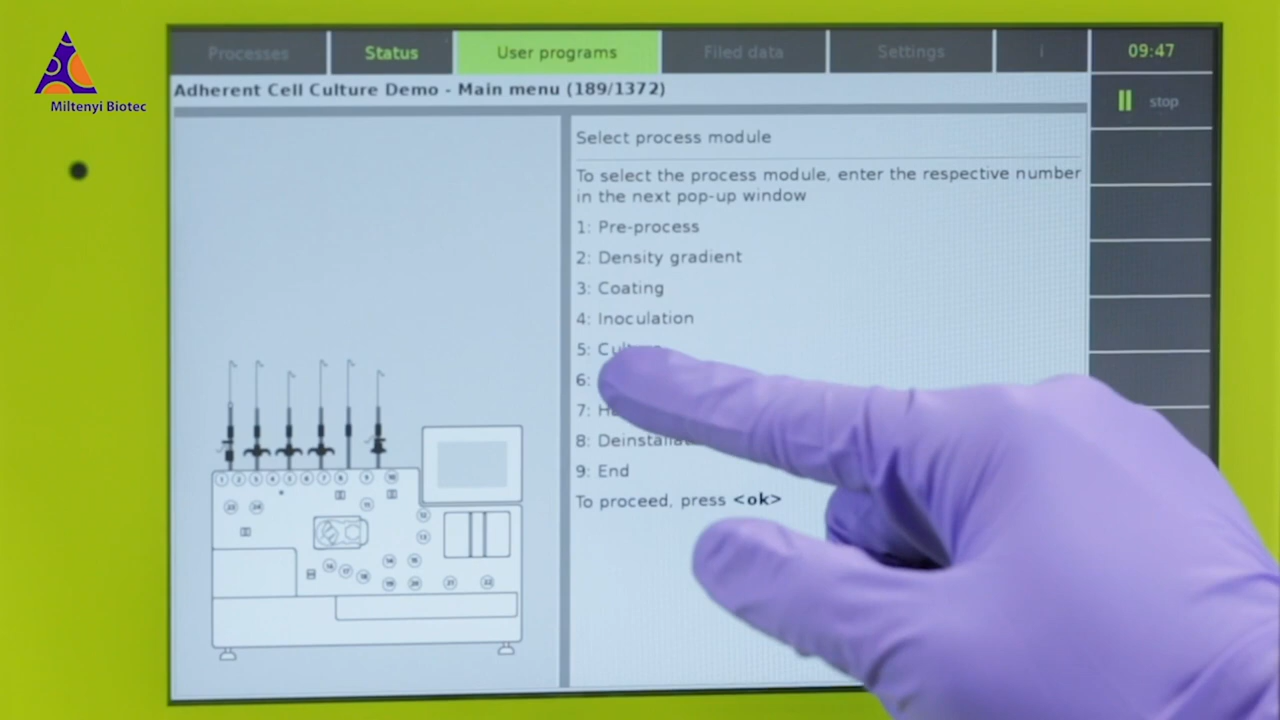 Miltenyi Biotec
Processes
Status
User programs
Filed data
Settings
i
09:47
Adherent Cell Culture Demo - Main menu (189/1372)
stop
Select process module
To select the process module, enter the respective number
in the next pop-up window
1: Pre-process
2: Density gradient
3: Coating
4: Inoculation
5:
6:
7:
8:
9: End
To proceed, press <ok>